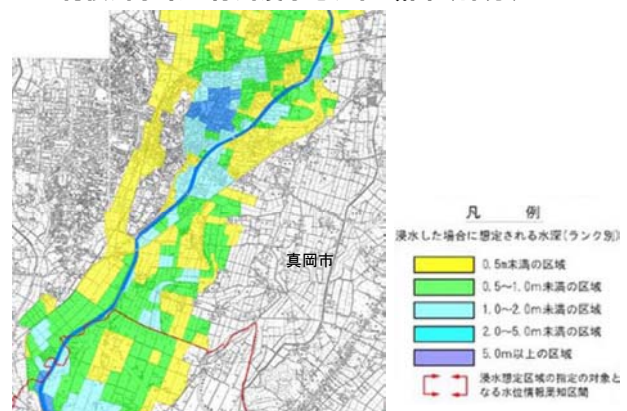 真岡市
凡 例
浸水した場合に想定される水深(ランク別)
0.5m未満の区域
0.5～1.0m未満の区域
1.0～2.0m未満の区域
2.0～5.0m未満の区域
5.0m以上の区域
浸水想定区域の指定の対象と
なる水位情報周知区間